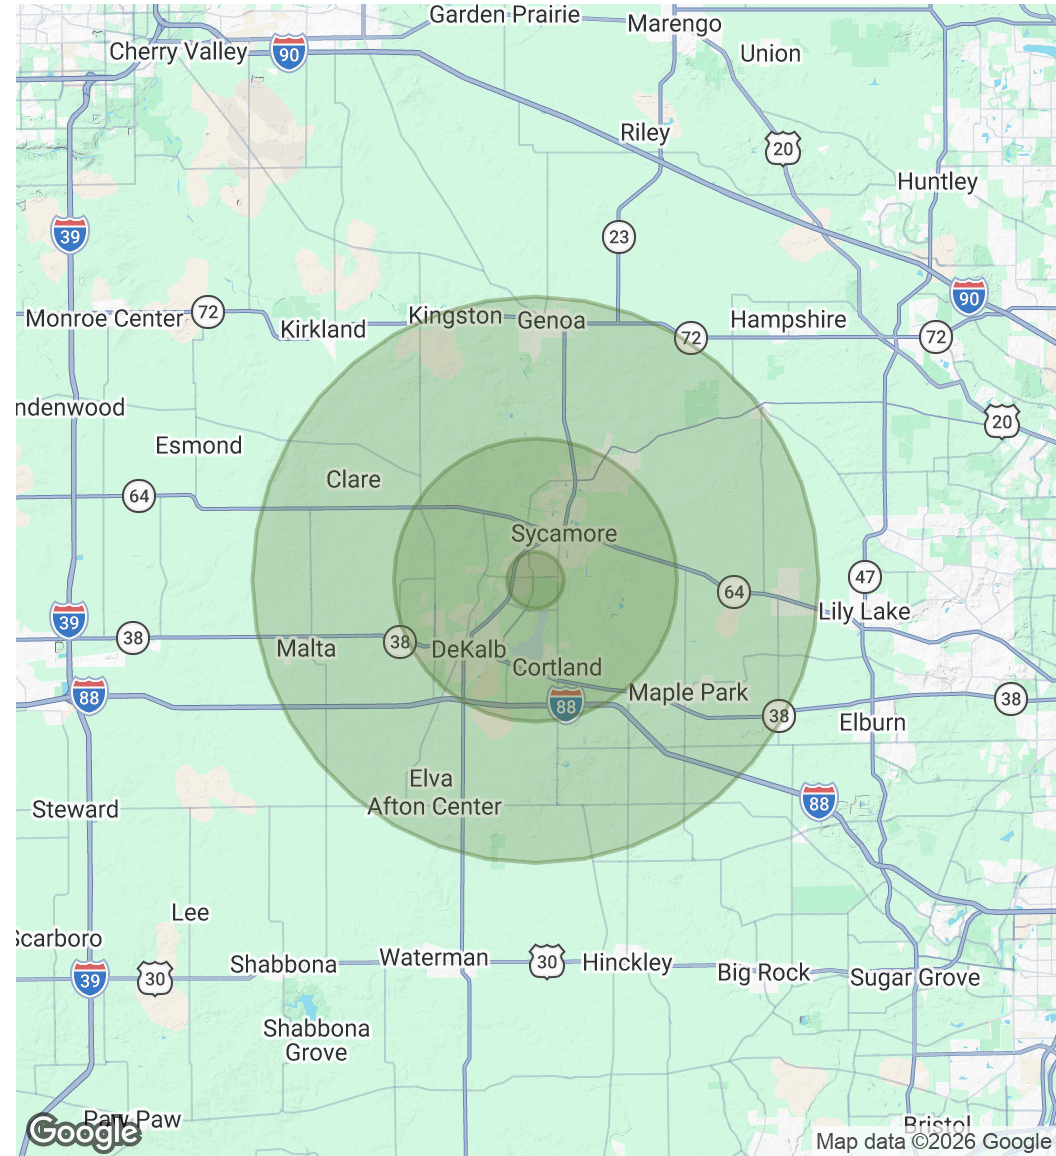 Garden Prairie
Marengo
Cherry Valley
90
Union
Riley
20
Huntley
39
23
90
72
Monroe Center
Kirkland
Kingston
Genoa
Hampshire
72
72
ndenwood
20
Esmond
Clare
64
Sycamore
47
64
39
38
Lily Lake
38
Malta
DeKalb
Cortland
88
Maple Park
38
88
38
Elburn
Elva
Afton Center
88
Steward
Lee
Scarboro
39
30
Shabbona
Waterman
30
Hinckley
Big Rock
Sugar Grove
Shabbona
Grove
Paw Paw
Google
Bristol
Map data ©2026 Google